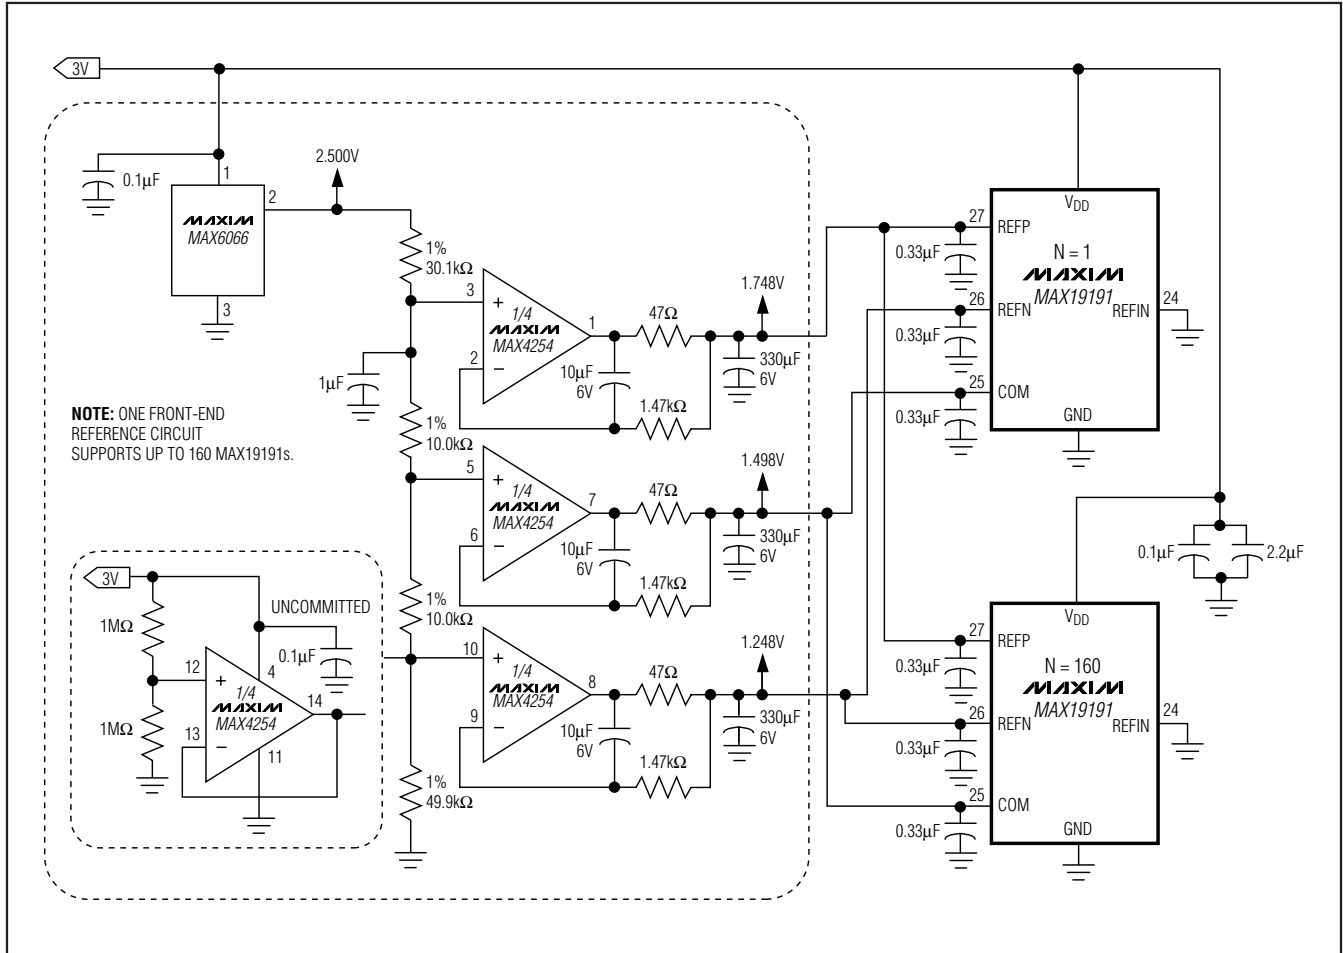 3V
0.1µF
1
2
MAXIM
MAX6066
3
2.500V
1%
30.1kΩ
1µF
NOTE: ONE FRONT-END
REFERENCE CIRCUIT
SUPPORTS UP TO 160 MAX19191s.
3
+
1/4
MAXIM
MAX4254
1
2
−
47Ω
10µF
6V
1.47kΩ
1.748V
330µF
6V
1%
10.0kΩ
5
+
1/4
MAXIM
MAX4254
7
6
−
47Ω
10µF
6V
1.47kΩ
1.498V
330µF
6V
1%
10.0kΩ
10
+
1/4
MAXIM
MAX4254
8
9
−
47Ω
10µF
6V
1.47kΩ
1.248V
330µF
6V
1%
49.9kΩ
3V
UNCOMMITTED
1MΩ
0.1µF
12
+
4
1/4
MAXIM
MAX4254
14
1MΩ
13
−
11
VDD
27
REFP
0.33µF
N = 1
MAXIM
MAX19191
26
REFN
0.33µF
REFIN
24
25
COM
0.33µF
GND
0.1µF
2.2µF
VDD
27
REFP
0.33µF
N = 160
MAXIM
MAX19191
26
REFN
0.33µF
REFIN
24
25
COM
0.33µF
GND